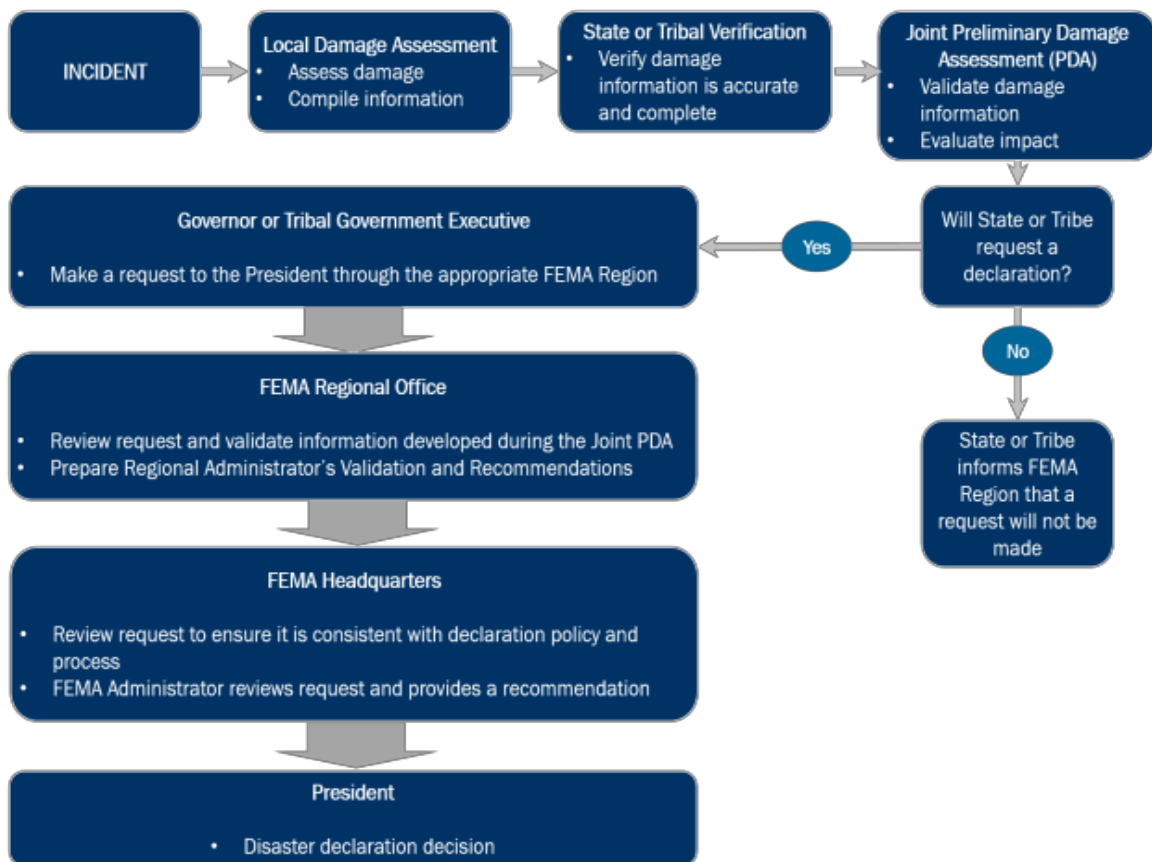 INCIDENT
Local Damage Assessment
• Assess damage
• Compile information
State or Tribal Verification
• Verify damage
information is accurate
and complete
Joint Preliminary Damage
Assessment (PDA)
• Validate damage
information
• Evaluate impact
Will State or Tribe
request a
declaration?
Yes
No
State or Tribe
informs FEMA
Region that a
request will not be
made
Governor or Tribal Government Executive
• Make a request to the President through the appropriate FEMA Region
FEMA Regional Office
• Review request and validate information developed during the Joint PDA
• Prepare Regional Administrator's Validation and Recommendations
FEMA Headquarters
• Review request to ensure it is consistent with declaration policy and
process
• FEMA Administrator reviews request and provides a recommendation
President
• Disaster declaration decision